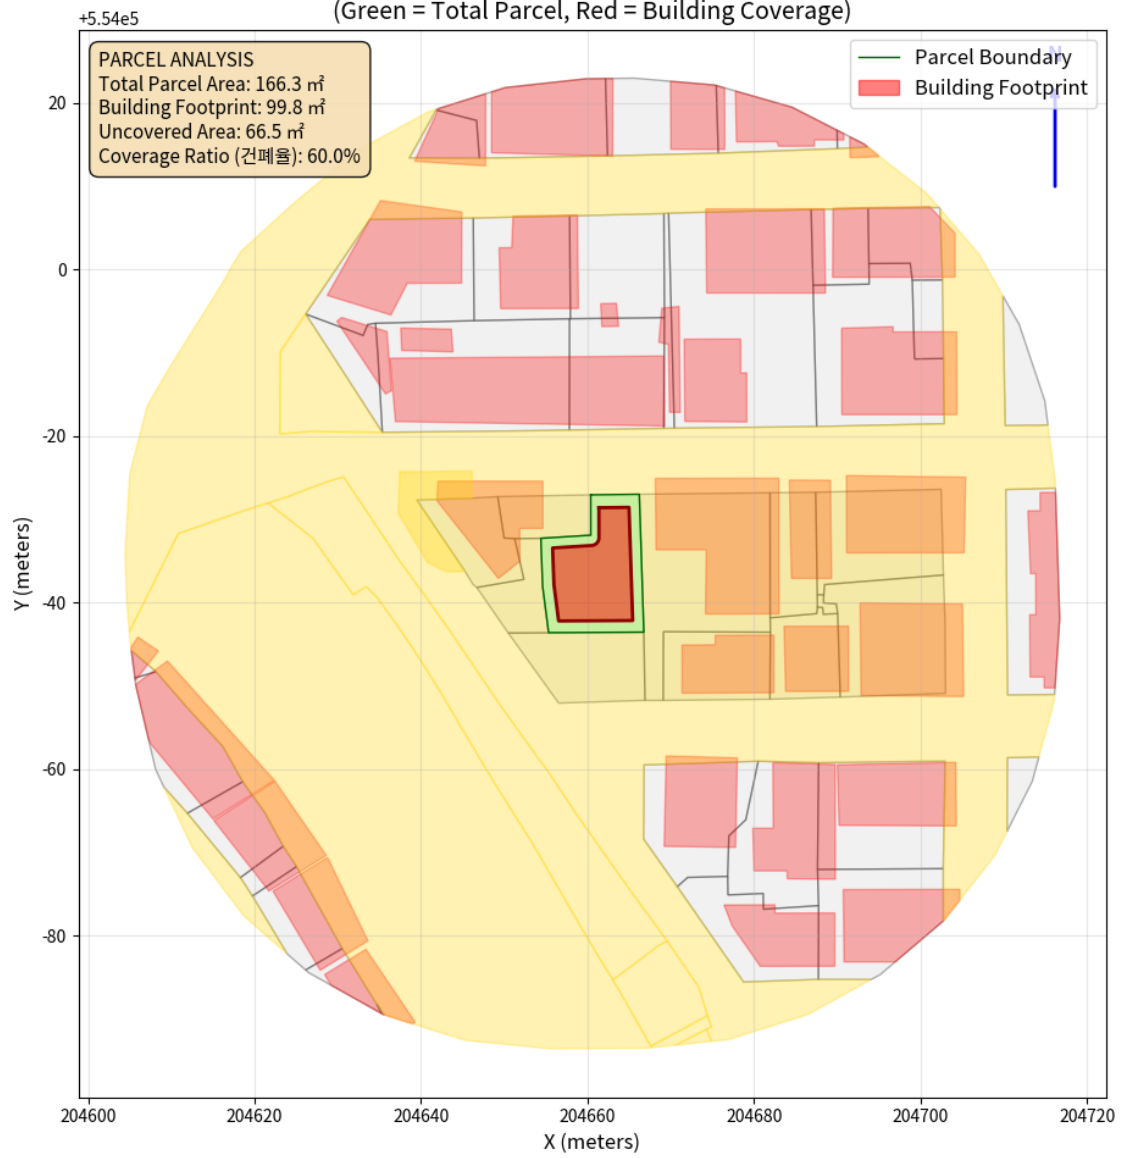 (Green = Total Parcel, Red = Building Coverage)
+5.54e5
PARCEL ANALYSIS
Total Parcel Area: 166.3 ㎡
Building Footprint: 99.8 ㎡
Uncovered Area: 66.5 ㎡
Coverage Ratio (건폐율): 60.0%
N
Parcel Boundary
Building Footprint
20
0
-20
-40
-60
-80
Y (meters)
204600
204620
204640
204660
204680
204700
204720
X (meters)